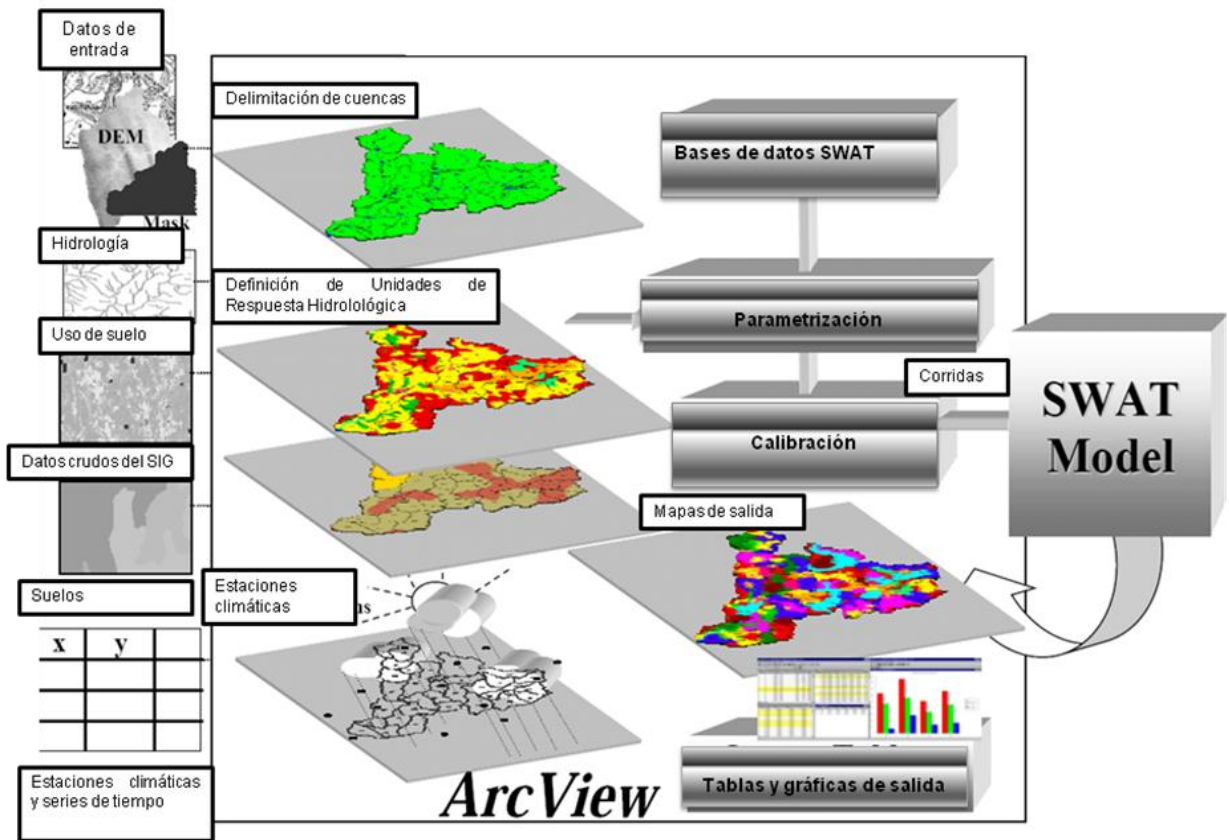 Datos de
entrada
DEM
Mask
Hidrología
Uso de suelo
Datos crudos del SIG
Suelos
x y
Estaciones climáticas
y series de tiempo
Delimitación de cuencas
Definición de Unidades de
Respuesta Hidrolológica
Estaciones
climáticas
ns
ArcView
Bases de datos SWAT
Parametrización
Calibración
Corridas
SWAT
Model
Mapas de salida
Tablas y gráficas de salida